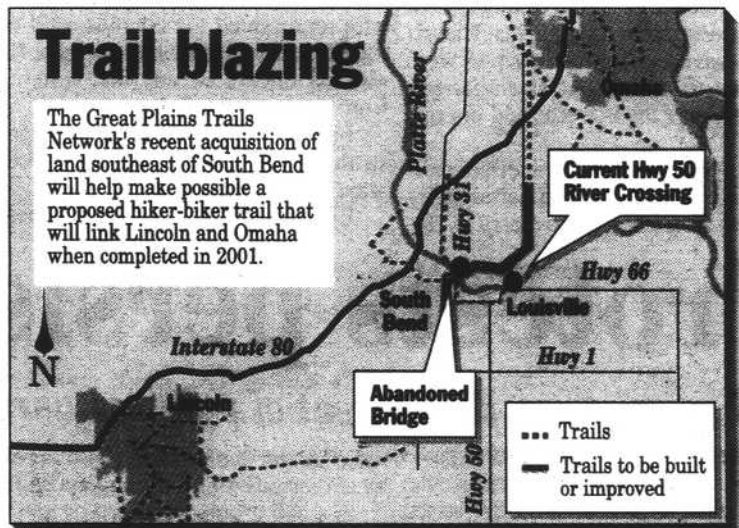 Trail blazing
The Great Plains Trails
Network's recent acquisition of
land southeast of South Bend
will help make possible a
proposed hiker-biker trail that
will link Lincoln and Omaha
when completed in 2001.
Platte River
Omaha
Current Hwy 50
River Crossing
Hwy 31
Hwy 66
South
Bend
Louisville
Interstate 80
Hwy 1
N
Lincoln
Abandoned
Bridge
Hwy 50
Trails
Trails to be built
or improved